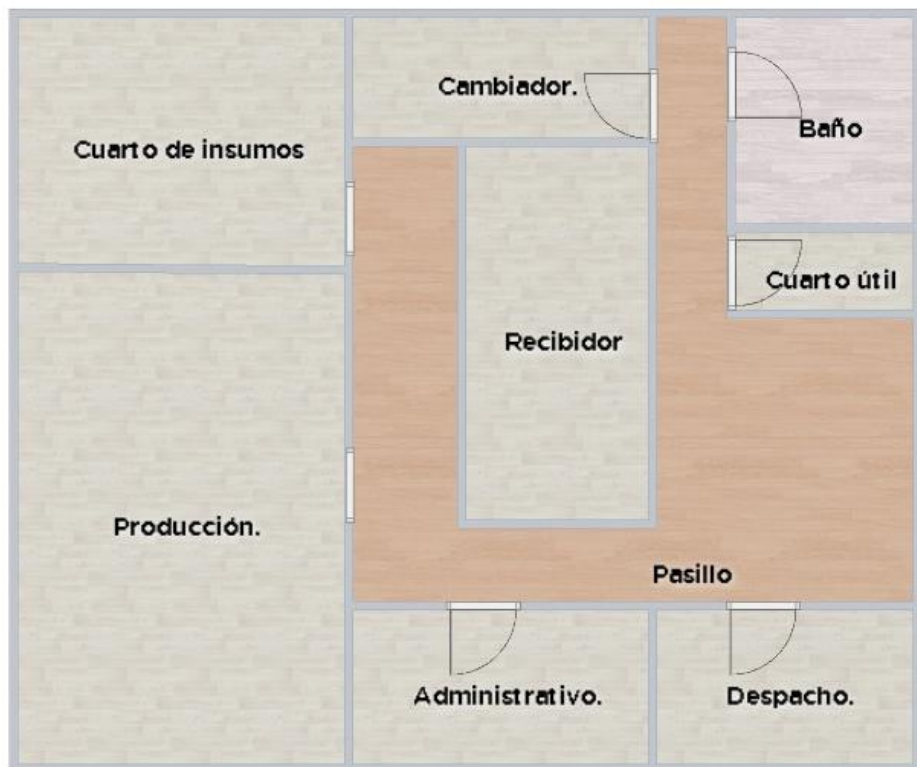 Cambiador.
Cuarto de insumos
Baño
Cuarto útil
Recibidor
Producción.
Pasillo
Administrativo.
Despacho.